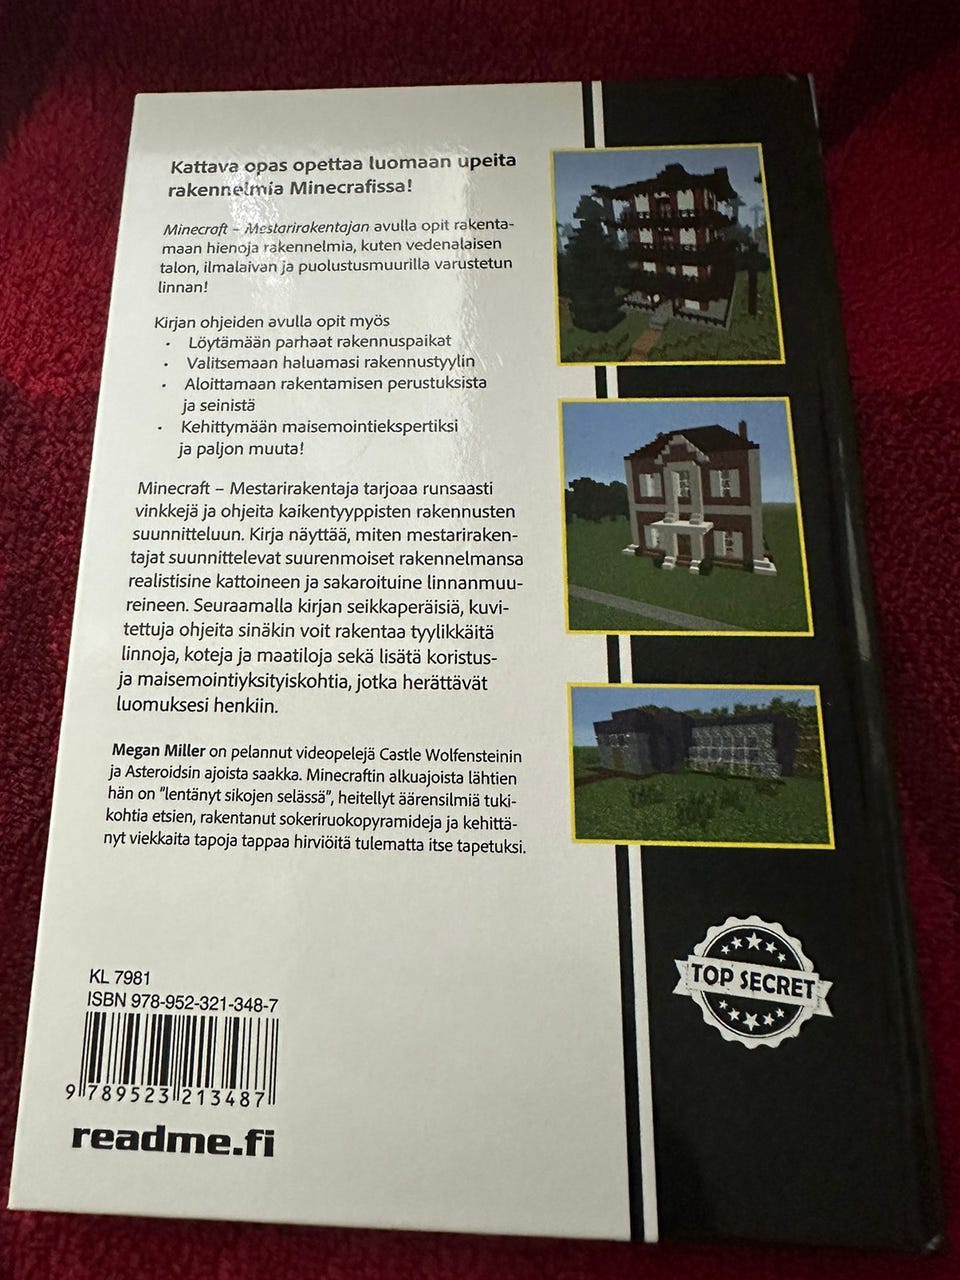 Kattava opas opettaa luomaan upeita
rakennelmia Minecrafissa!
Minecraft – Mestarirakentajan avulla opit rakenta-
maan hienoja rakennelmia, kuten vedenalaisen
talon, ilmalaivan ja puolustusmuurilla varustetun
linnan!
Kirjan ohjeiden avulla opit myös
• Löytämään parhaat rakennuspaikat
• Valitsemaan haluamasi rakennustyylin
• Aloittamaan rakentamisen perustuksista
ja seinistä
• Kehittymään maisemointiekspertiksi
ja paljon muuta!
Minecraft – Mestarirakentaja tarjoaa runsaasti
vinkkejä ja ohjeita kaikentyyppisten rakennusten
suunnitteluun. Kirja näyttää, miten mestariraken-
tajat suunnittelevat suurenmoiset rakennelmansa
realistisine kattoineen ja sakaroituine linnanmuu-
reineen. Seuraamalla kirjan seikkaperäisiä, kuvi-
tettuja ohjeita sinäkin voit rakentaa tyylikkäitä
linnoja, koteja ja maatiloja sekä lisätä koristus-
ja maisemointiyksityiskohtia, jotka herättävät
luomuksesi henkiin.
Megan Miller on pelannut videopelejä Castle Wolfensteinin
ja Asteroidsin ajoista saakka. Minecraftin alkuajoista lähtien
hän on ”lentänyt sikojen selässä”, heitellyt äärensilmiä tuki-
kohtia etsien, rakentanut sokeriruokopyramideja ja kehittä-
nyt viekkaita tapoja tappaa hirviöitä tulematta itse tapetuksi.
KL 7981
ISBN 978-952-321-348-7
9 789523 213487
readme.fi
TOP SECRET